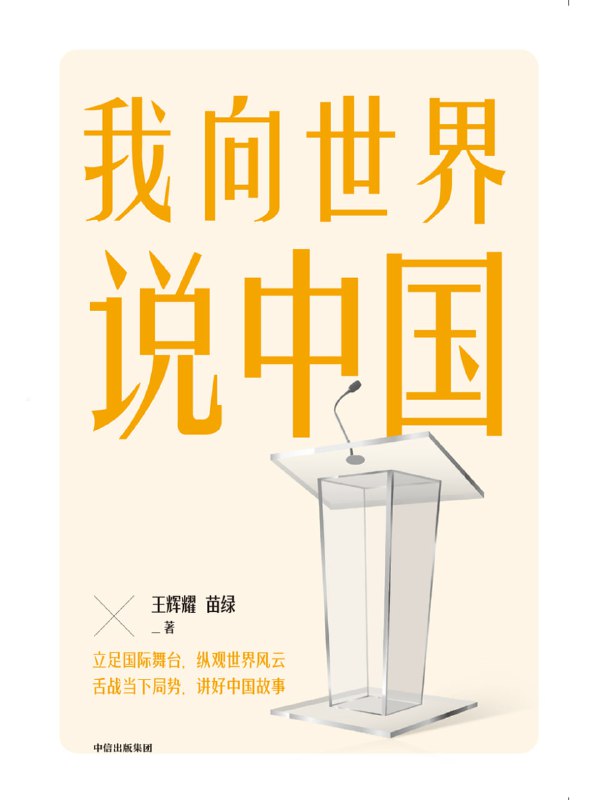 我向世界
说中国
王辉耀 苗绿
_ 著
立足国际舞台，纵观世界风云
舌战当下局势，讲好中国故事
中信出版集团